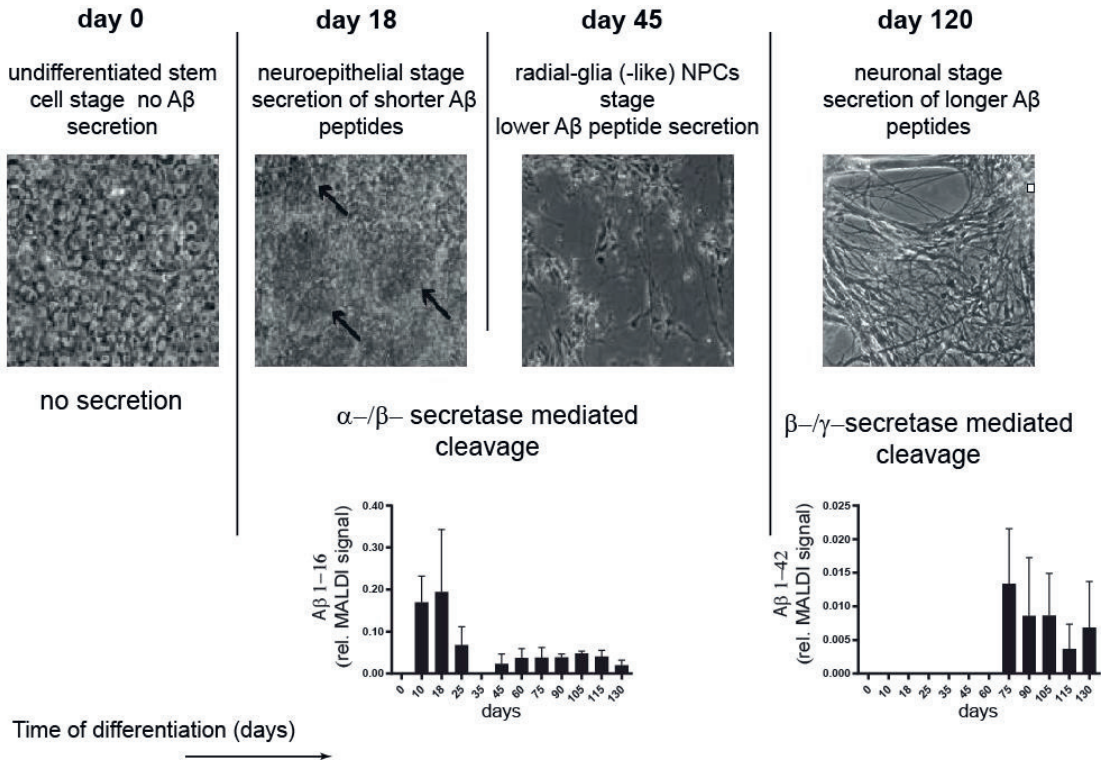 day 0
day 18
day 45
day 120
undifferentiated stem
cell stage no Aβ
secretion
neuroepithelial stage
secretion of shorter Aβ
peptides
radial-glia (-like) NPCs
stage
lower Aβ peptide secretion
neuronal stage
secretion of longer Aβ
peptides
no secretion
α–/β– secretase mediated
cleavage
β–/γ–secretase mediated
cleavage
Aβ 1–16
(rel. MALDI signal)
0.40
0.30
0.20
0.10
0.00
0 10 18 25 35 45 60 75 90 105 115 130
days
Aβ 1–42
(rel. MALDI signal)
0.025
0.020
0.015
0.010
0.005
0.000
0 10 18 25 35 45 60 75 90 105 115 130
days
Time of differentiation (days)